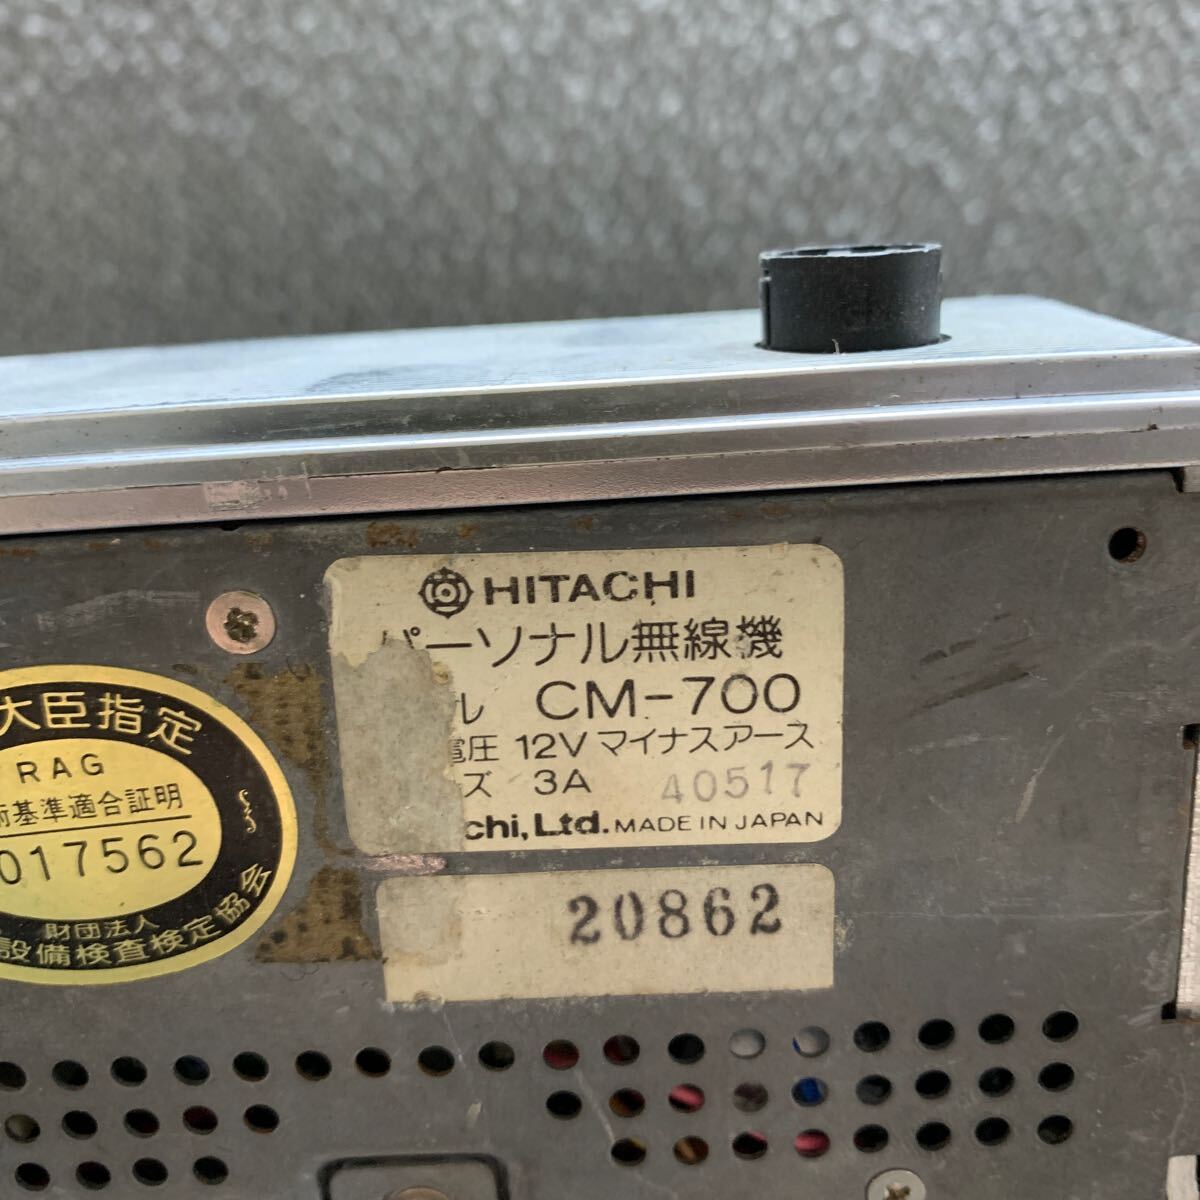 HITACHI
パーソナル無線機
ル CM-700
電圧 12V マイナスアース
ズ 3A 40517
chi, Ltd. MADE IN JAPAN
20862
大臣指定
RAG
術基準適合証明
017562
財団法人
設備検査検定協会